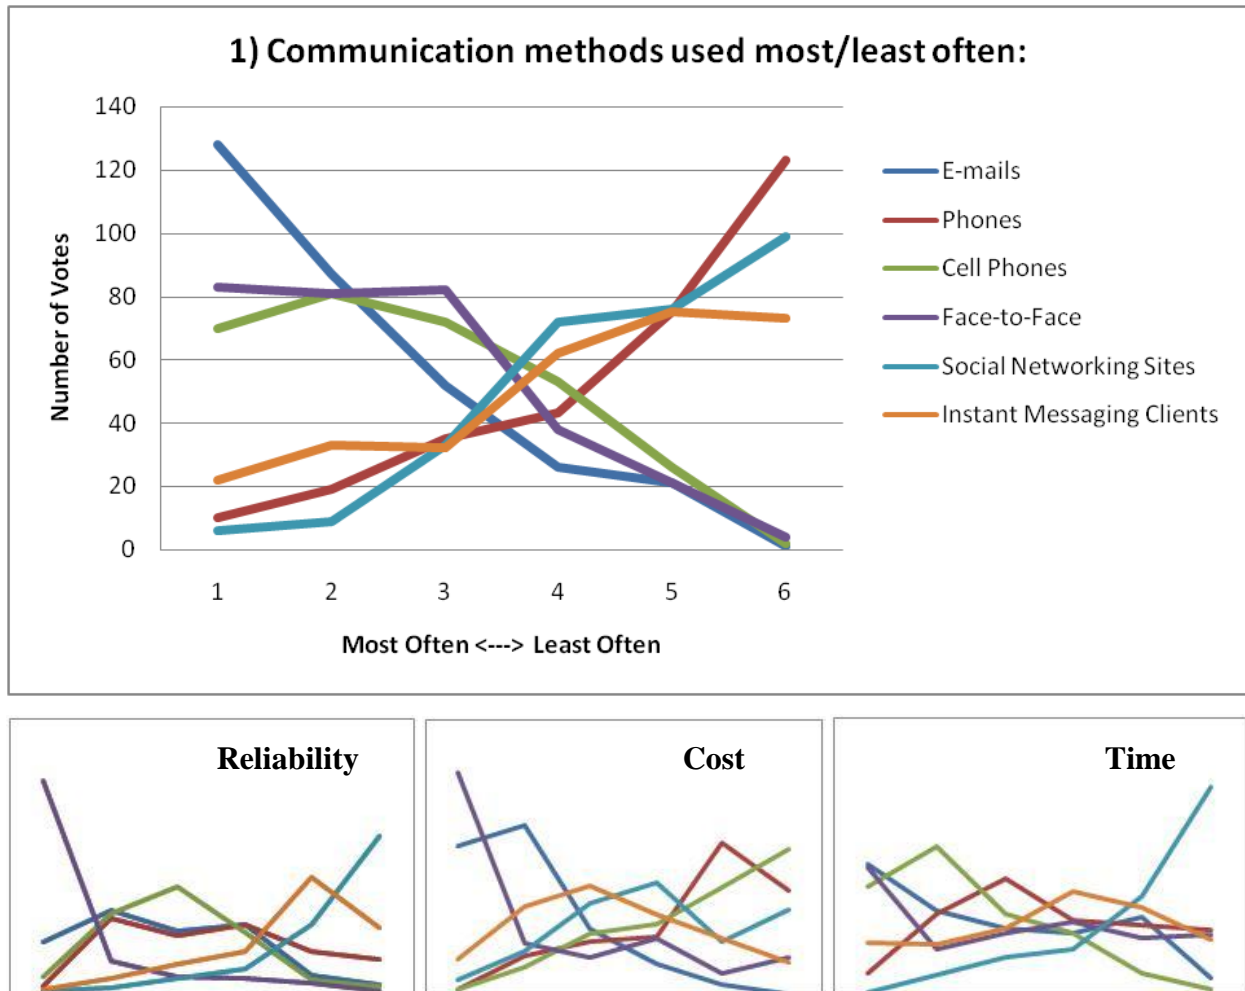 1) Communication methods used most/least often:
140
120
100
80
60
40
20
0
Number of Votes
1 2 3 4 5 6
Most Often <---> Least Often
E-mails
Phones
Cell Phones
Face-to-Face
Social Networking Sites
Instant Messaging Clients
Reliability
Cost
Time